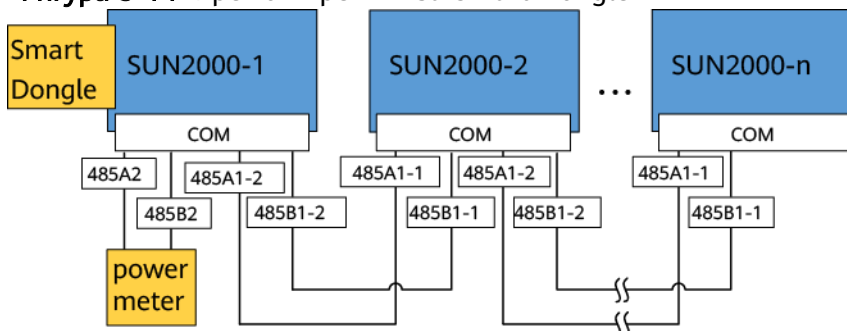 Smart
Dongle
SUN2000-1
SUN2000-2
...
SUN2000-n
COM
COM
COM
485A2
485B2
485A1-2
485B1-2
485A1-1
485B1-1
485A1-2
485B1-2
485A1-1
485B1-1
power
meter